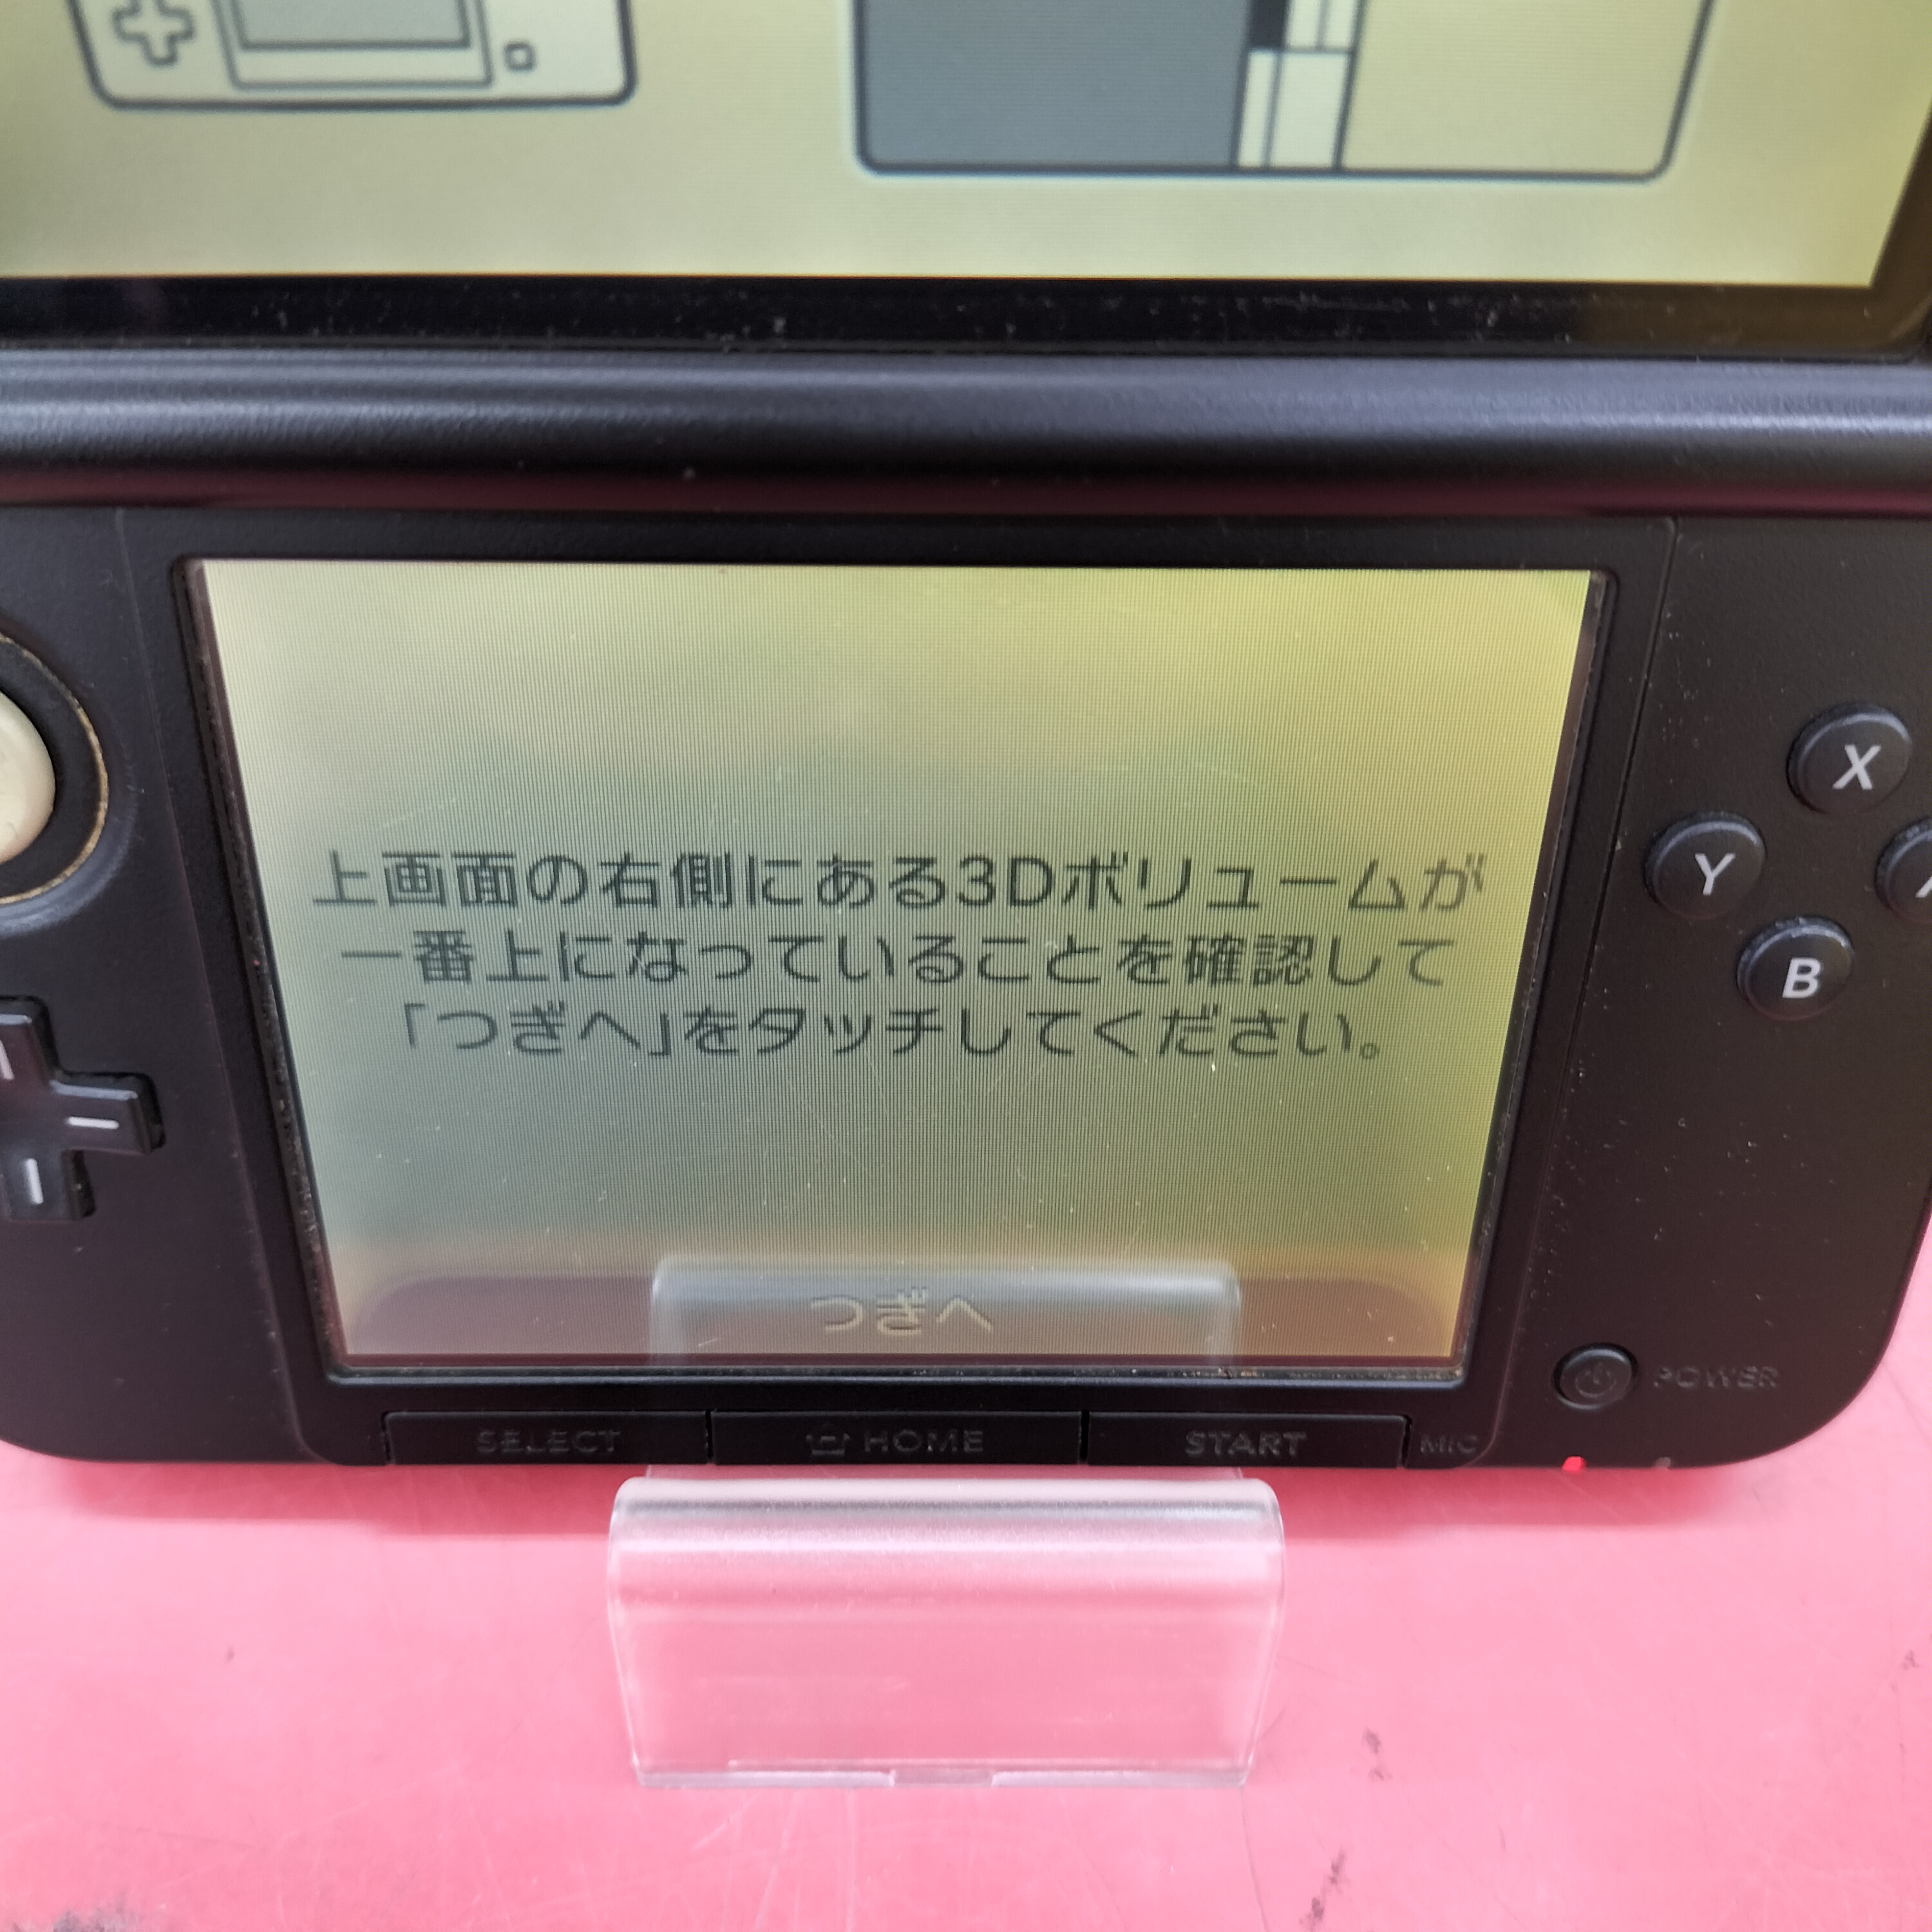 上画面の右側にある3Dボリュームが
一番上になっていることを確認して
「つぎへ」をタッチしてください。
つぎへ
X
Y
B
POWER
SELECT
HOME
START
MIC